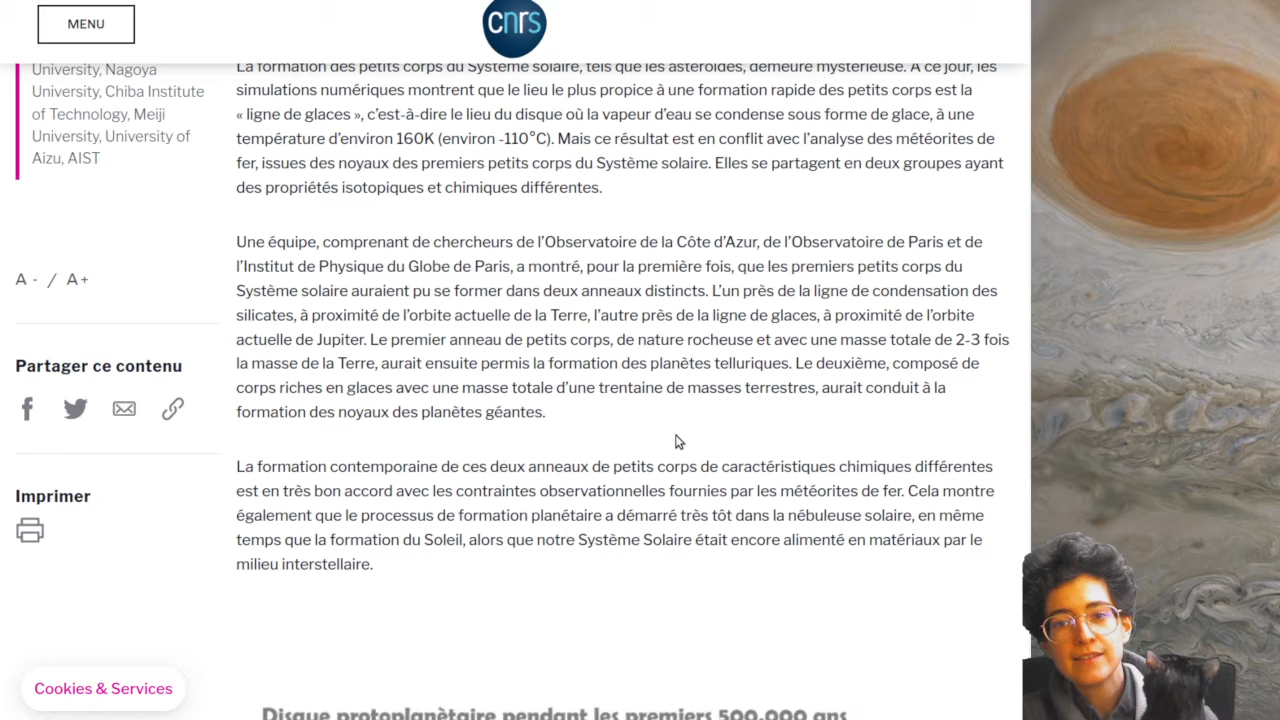 MENU
cnrs
University, Nagoya
University, Chiba Institute
of Technology, Meiji
University, University of
Aizu, AIST
A - / A+
Partager ce contenu
Imprimer
Cookies & Services
La formation des petits corps du Système solaire, tels que les astéroïdes, demeure mystérieuse. A ce jour, les
simulations numériques montrent que le lieu le plus propice à une formation rapide des petits corps est la
« ligne de glaces », c’est-à-dire le lieu du disque où la vapeur d’eau se condense sous forme de glace, à une
température d’environ 160K (environ -110°C). Mais ce résultat est en conflit avec l’analyse des météorites de
fer, issues des noyaux des premiers petits corps du Système solaire. Elles se partagent en deux groupes ayant
des propriétés isotopiques et chimiques différentes.
Une équipe, comprenant de chercheurs de l’Observatoire de la Côte d’Azur, de l’Observatoire de Paris et de
l’Institut de Physique du Globe de Paris, a montré, pour la première fois, que les premiers petits corps du
Système solaire auraient pu se former dans deux anneaux distincts. L’un près de la ligne de condensation des
silicates, à proximité de l’orbite actuelle de la Terre, l’autre près de la ligne de glaces, à proximité de l’orbite
actuelle de Jupiter. Le premier anneau de petits corps, de nature rocheuse et avec une masse totale de 2-3 fois
la masse de la Terre, aurait ensuite permis la formation des planètes telluriques. Le deuxième, composé de
corps riches en glaces avec une masse totale d’une trentaine de masses terrestres, aurait conduit à la
formation des noyaux des planètes géantes.
La formation contemporaine de ces deux anneaux de petits corps de caractéristiques chimiques différentes
est en très bon accord avec les contraintes observationnelles fournies par les météorites de fer. Cela montre
également que le processus de formation planétaire a démarré très tôt dans la nébuleuse solaire, en même
temps que la formation du Soleil, alors que notre Système Solaire était encore alimenté en matériaux par le
milieu interstellaire.
Disque protoplanètaire pendant les premiers 500.000 ans